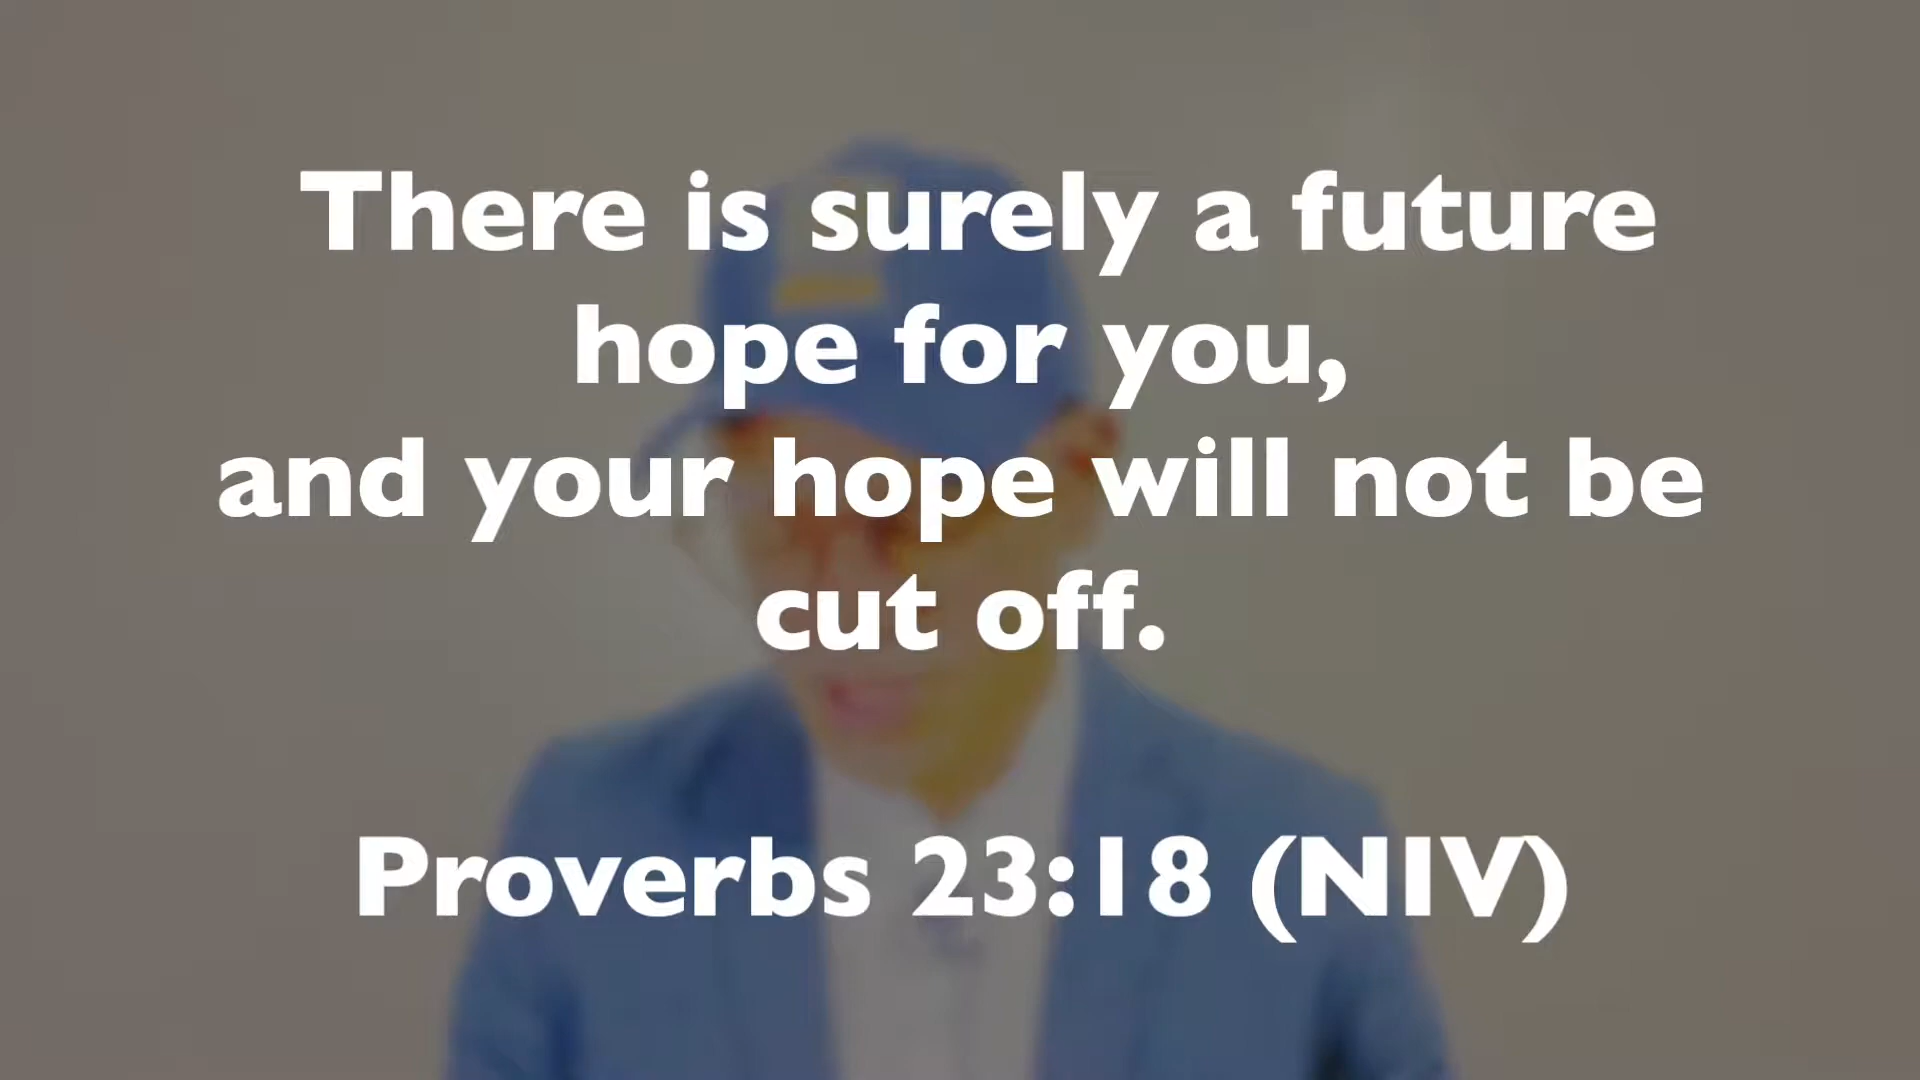 There is surely a future
hope for you,
and your hope will not be
cut off.
Proverbs 23:18 (NIV)